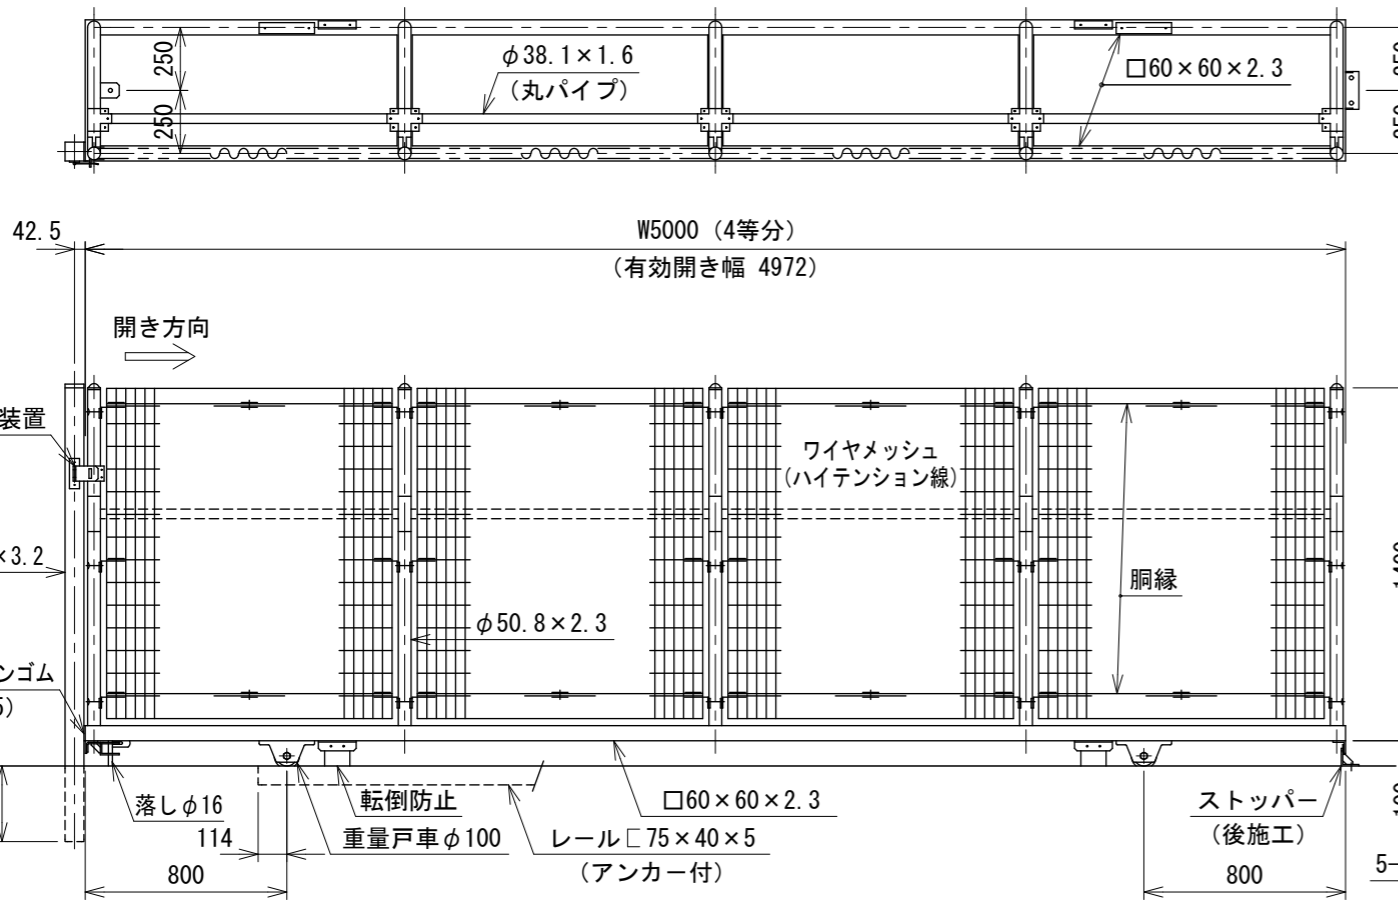 250
250
φ38.1×1.6
(丸パイプ)
□60×60×2.3
42.5
W5000 (4等分)
(有効開き幅 4972)
開き方向
装置
ワイヤメッシュ
(ハイテンション線)
×3.2
胴縁
φ50.8×2.3
ンゴム
5)
落しφ16
転倒防止
□60×60×2.3
ストッパー
(後施工)
114
重量戸車φ100
レール⊏75×40×5
(アンカー付)
800
800
5-